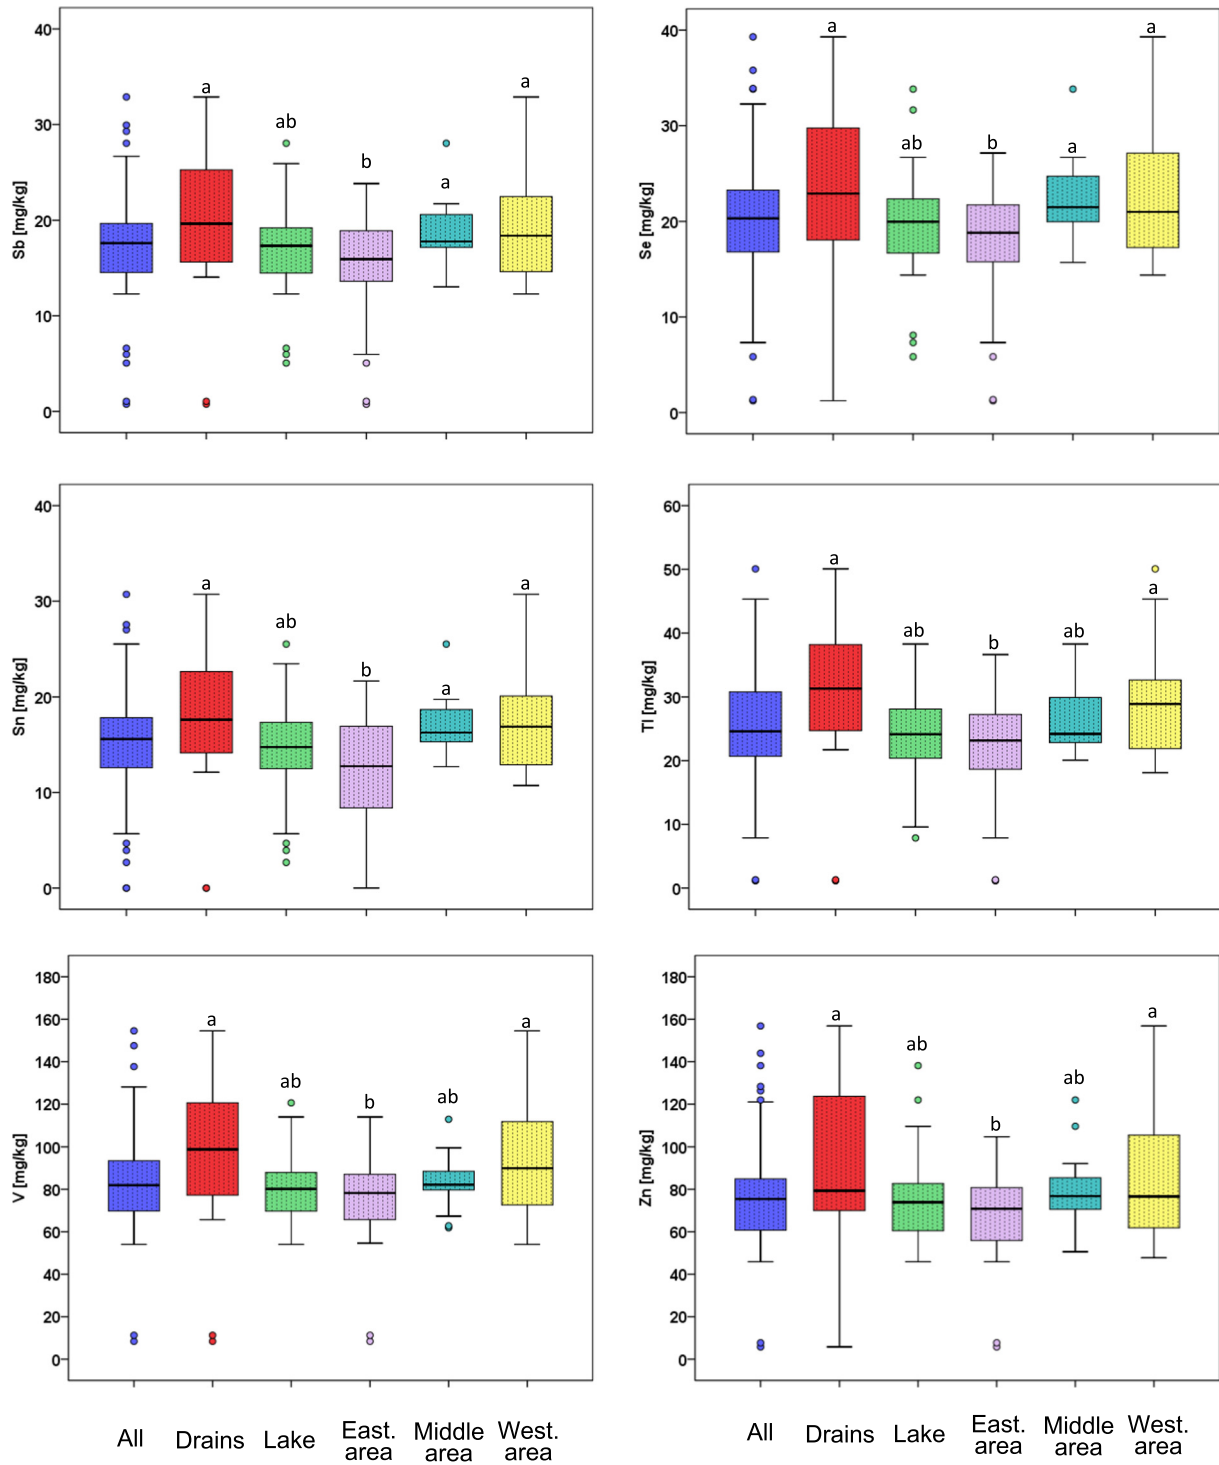 40
30
20
10
0
Sb [mg/kg]
a
ab
b
a
a
40
30
20
10
0
Se [mg/kg]
a
ab
b
a
a
40
30
20
10
0
Sn [mg/kg]
a
ab
b
a
a
60
50
40
30
20
10
0
Tl [mg/kg]
a
ab
b
ab
a
180
160
140
120
100
80
60
40
20
0
V [mg/kg]
a
ab
b
ab
a
180
160
140
120
100
80
60
40
20
0
Zn [mg/kg]
a
ab
b
ab
a
All
Drains
Lake
East.
area
Middle
area
West.
area
All
Drains
Lake
East.
area
Middle
area
West.
area